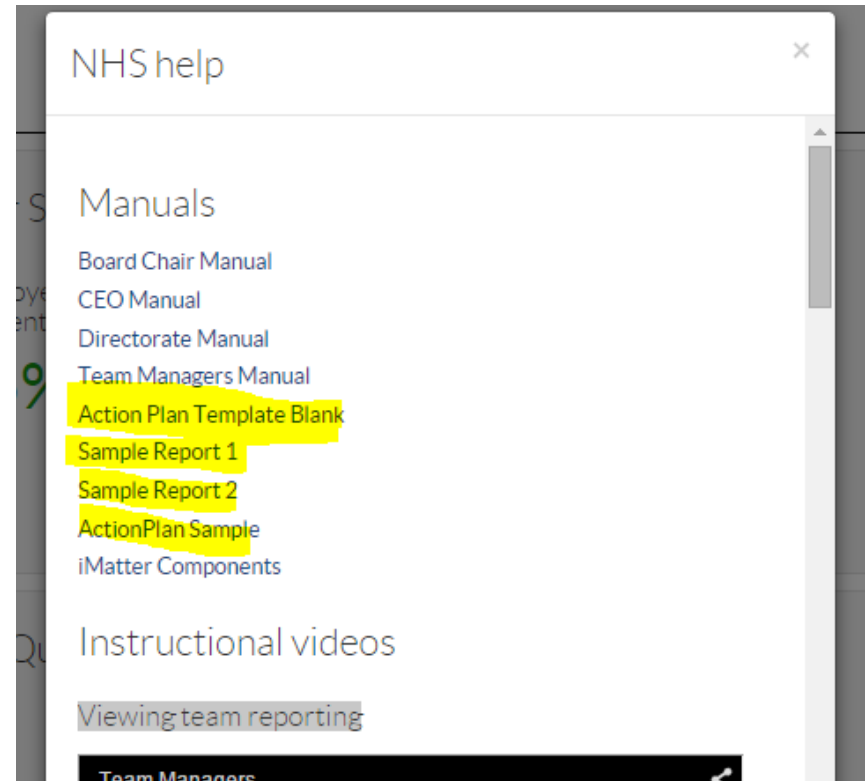 NHS help
×
Manuals
Board Chair Manual
CEO Manual
Directorate Manual
Team Managers Manual
Action Plan Template Blank
Sample Report 1
Sample Report 2
ActionPlan Sample
iMatter Components
Instructional videos
Viewing team reporting
Team Managers